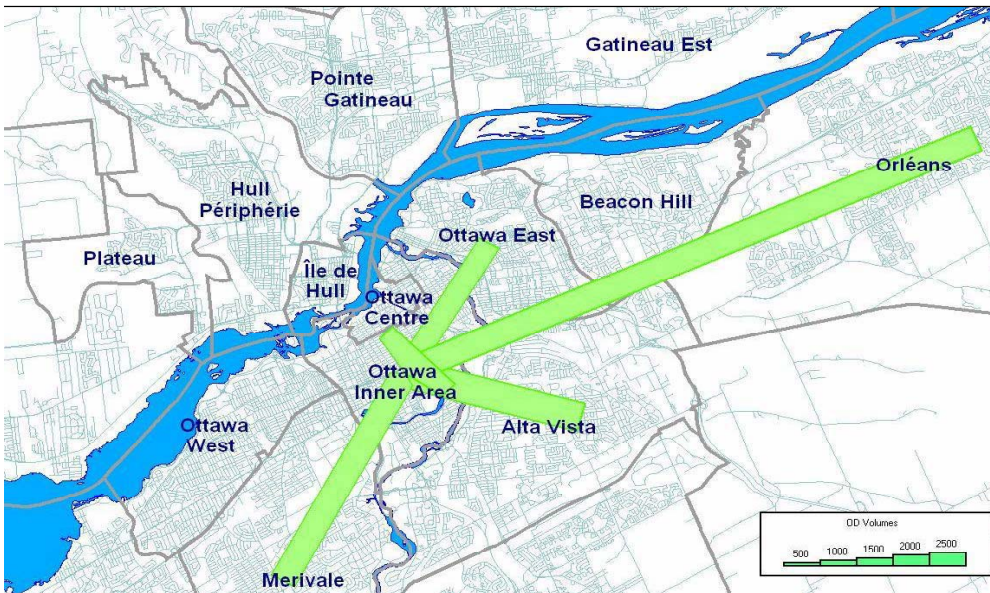 Gatineau Est
Pointe
Gatineau
Orléans
Hull
Périphérie
Beacon Hill
Ottawa East
Plateau
Île de
Hull
Ottawa
Centre
Ottawa
Inner Area
Ottawa
West
Alta Vista
OD Volumes
500 1000 1500 2000 2500
Merivale